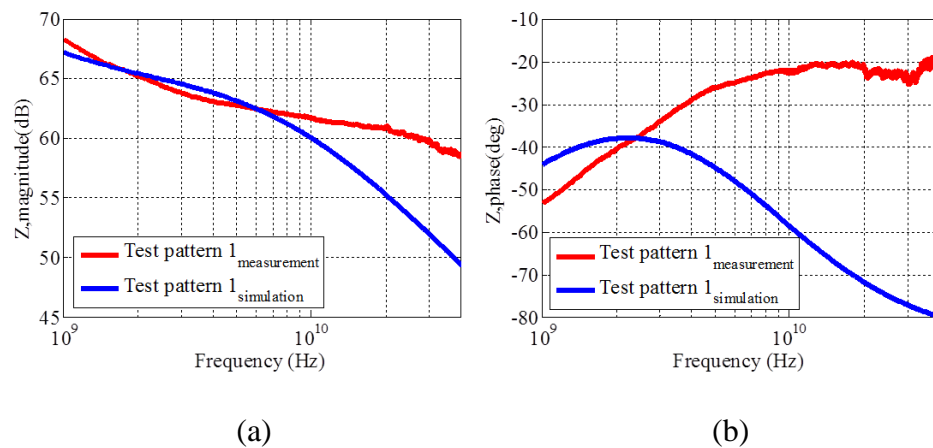 70
65
60
55
50
45
Z,magnitude(dB)
Test pattern 1measurement
Test pattern 1simulation
10^9
10^10
Frequency (Hz)
(a)
-10
-20
-30
-40
-50
-60
-70
-80
Z,phase(deg)
Test pattern 1measurement
Test pattern 1simulation
10^9
10^10
Frequency (Hz)
(b)